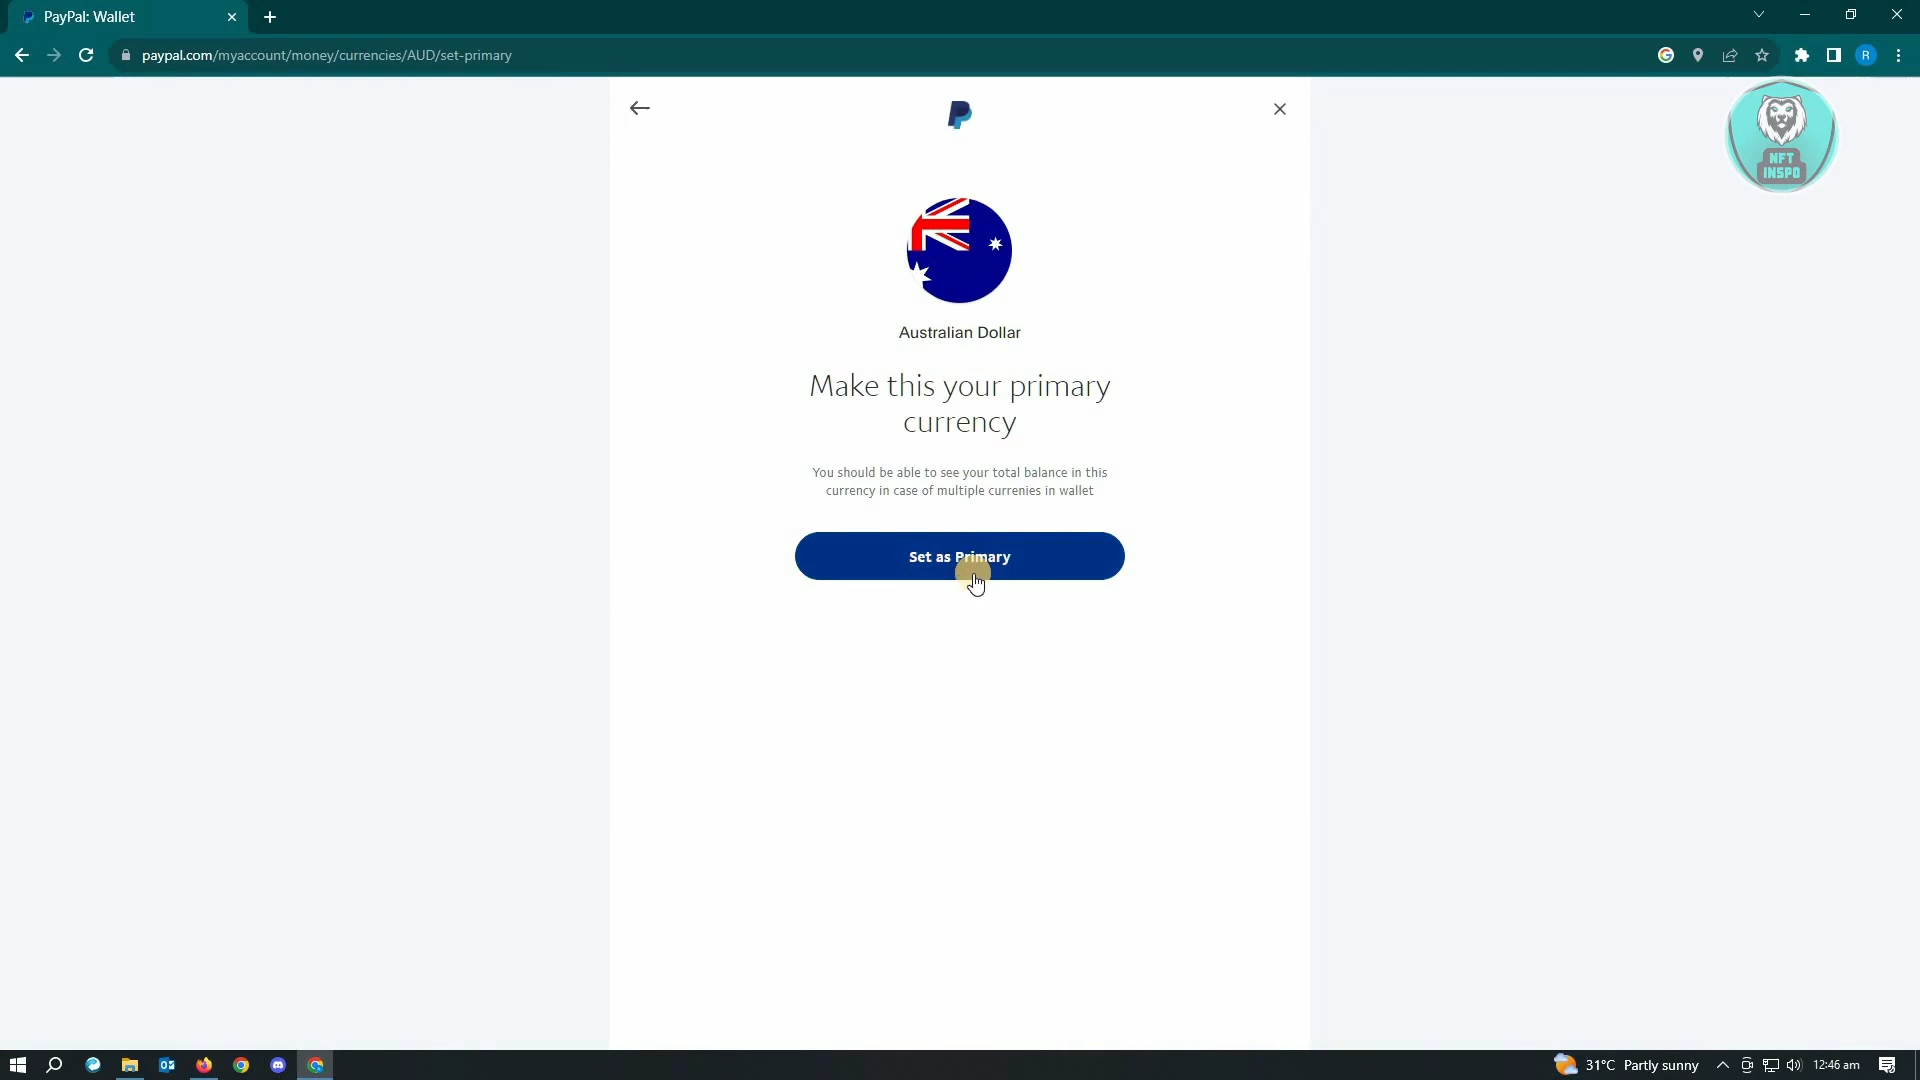 PayPal: Wallet
paypal.com/myaccount/money/currencies/AUD/set-primary
R
NFT
INSPO
Australian Dollar
Make this your primary
currency
You should be able to see your total balance in this
currency in case of multiple currenies in wallet
Set as Primary
31°C Partly sunny
12:46 am